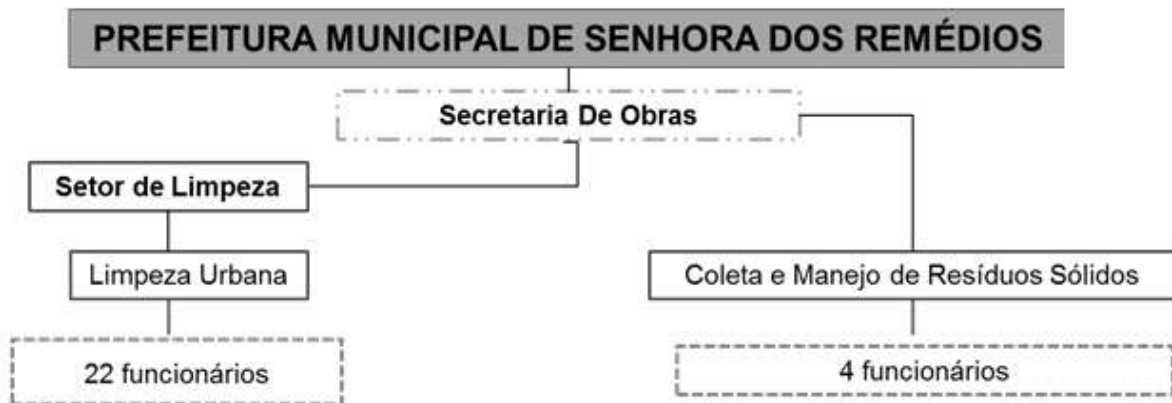 PREFEITURA MUNICIPAL DE SENHORA DOS REMÉDIOS
Secretaria De Obras
Setor de Limpeza
Limpeza Urbana
Coleta e Manejo de Resíduos Sólidos
22 funcionários
4 funcionários